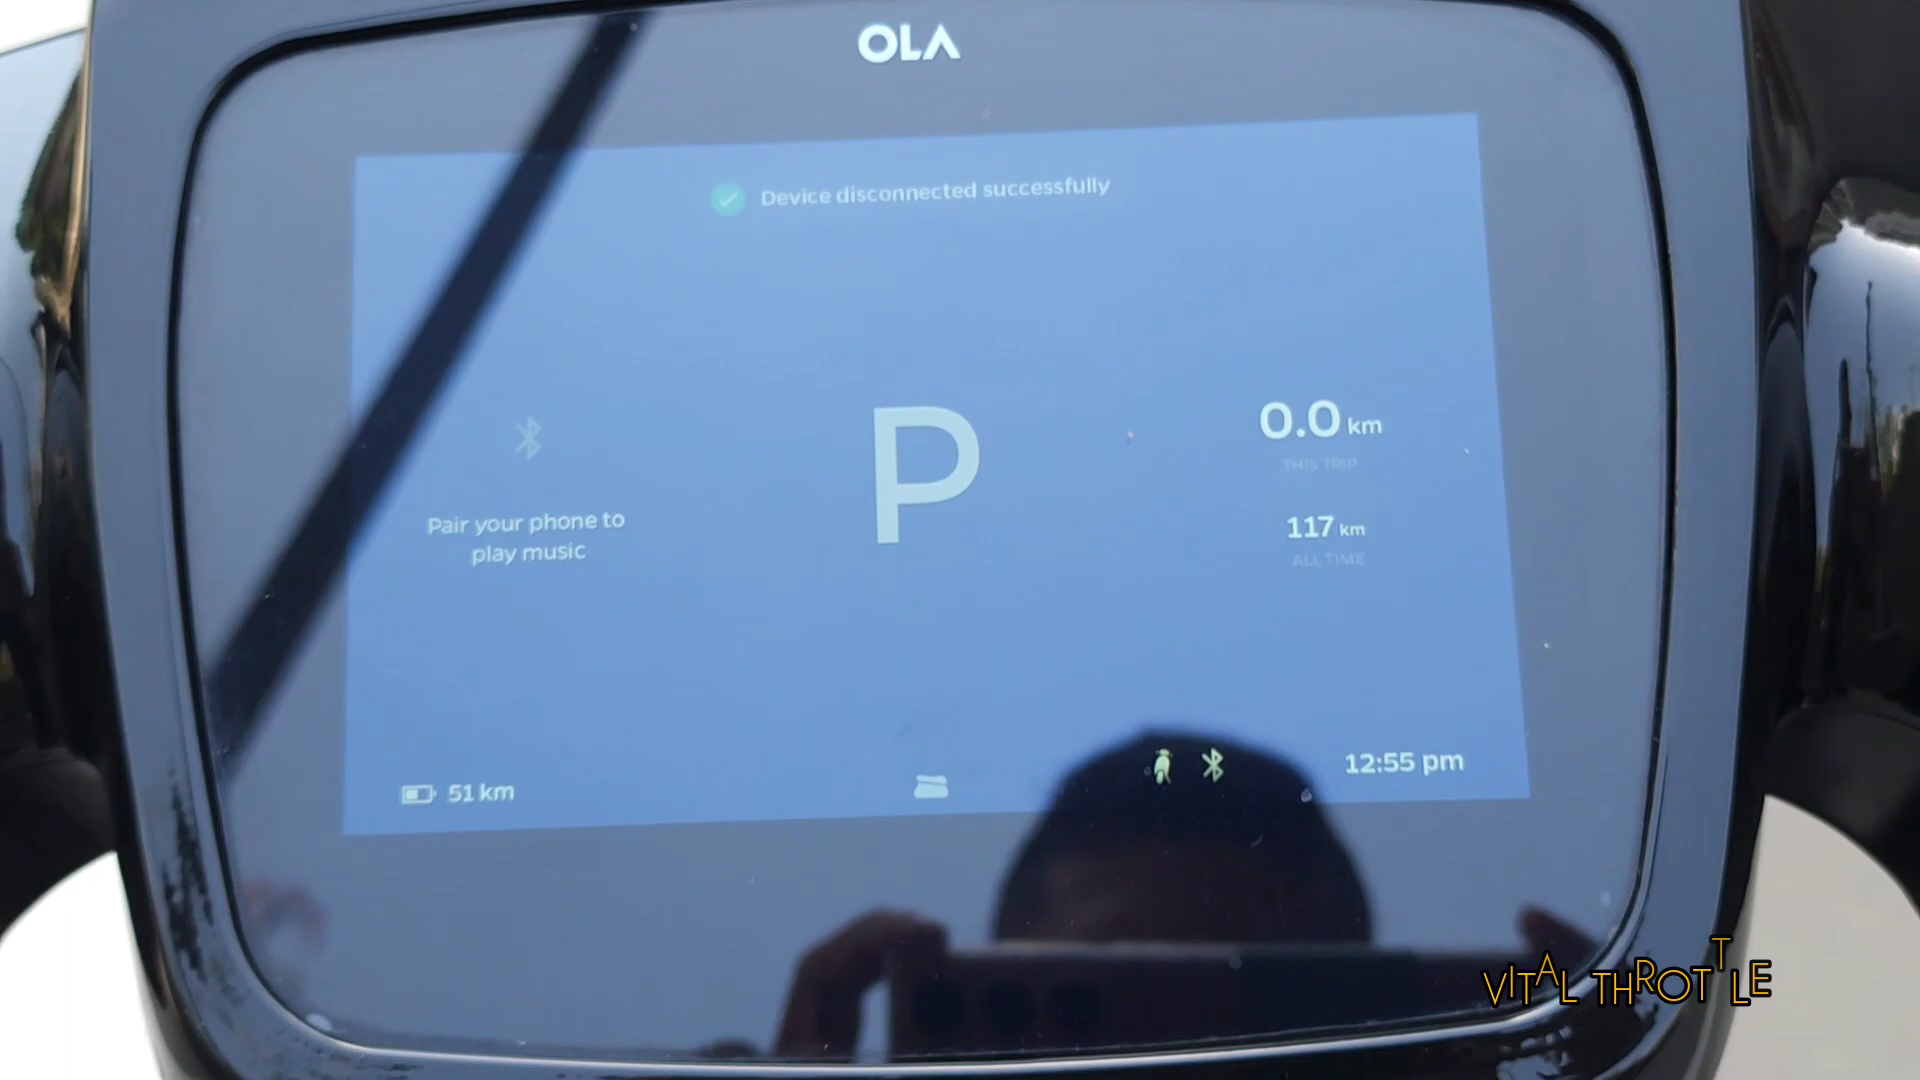 OLA
Device disconnected successfully
P
Pair your phone to
play music
0.0 km
THIS TRIP
117 km
ALL TIME
51 km
12:55 pm
VITAL THROTTLE